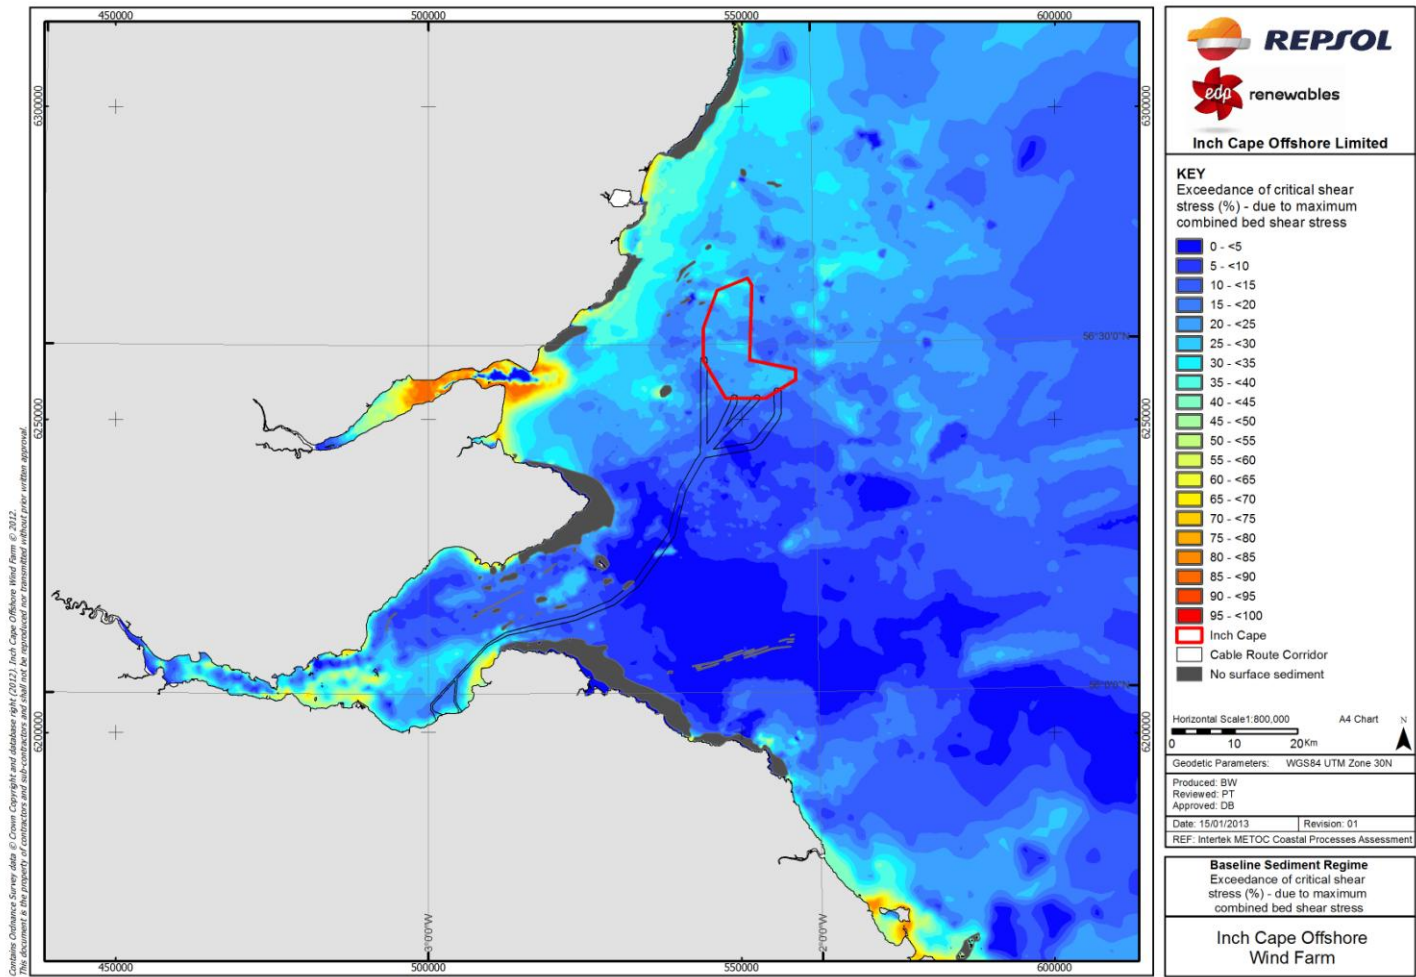 450000
500000
550000
600000
6300000
6300000
56°30'0"N
6250000
6250000
56°0'0"N
6200000
6200000
3°0'0"W
2°0'0"W
450000
500000
550000
600000
Contains Ordnance Survey data © Crown Copyright and database right (2012). Inch Cape Offshore Wind Farm © 2012.
This document is the property of contractors and sub-contractors and shall not be reproduced nor transmitted without prior written approval.
REPSOL
edp renewables
Inch Cape Offshore Limited
KEY
Exceedance of critical shear
stress (%) - due to maximum
combined bed shear stress
0 - <5
5 - <10
10 - <15
15 - <20
20 - <25
25 - <30
30 - <35
35 - <40
40 - <45
45 - <50
50 - <55
55 - <60
60 - <65
65 - <70
70 - <75
75 - <80
80 - <85
85 - <90
90 - <95
95 - <100
Inch Cape
Cable Route Corridor
No surface sediment
Horizontal Scale1:800,000 A4 Chart N
0 10 20Km
Geodetic Parameters: WGS84 UTM Zone 30N
Produced: BW
Reviewed: PT
Approved: DB
Date: 15/01/2013 Revision: 01
REF: Intertek METOC Coastal Processes Assessment
Baseline Sediment Regime
Exceedance of critical shear
stress (%) - due to maximum
combined bed shear stress
Inch Cape Offshore
Wind Farm